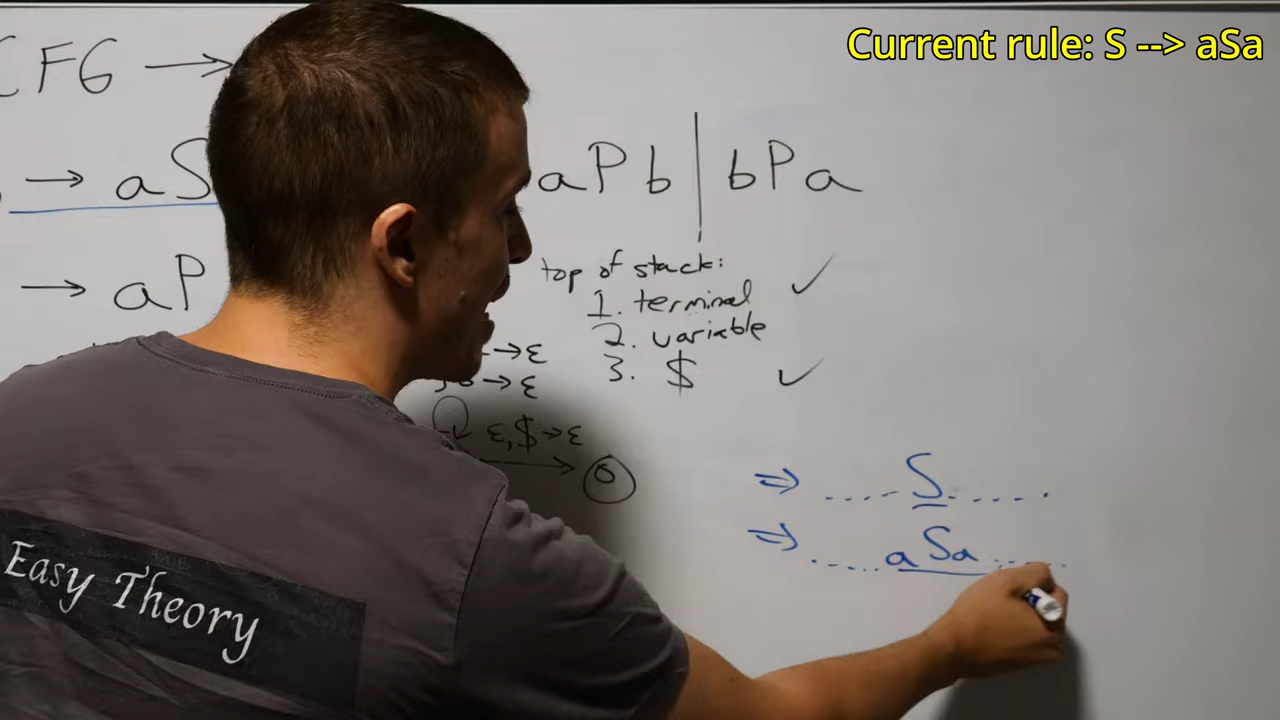 Current rule: S --> aSa
CFG →
→ aS aPb | bPa
→ aP
top of stack:
1. terminal ✓
2. variable
3. $ ✓
→ε
→ε
ε,$→ε
⇒ .....S......
⇒ .....aSa.....
Easy Theory